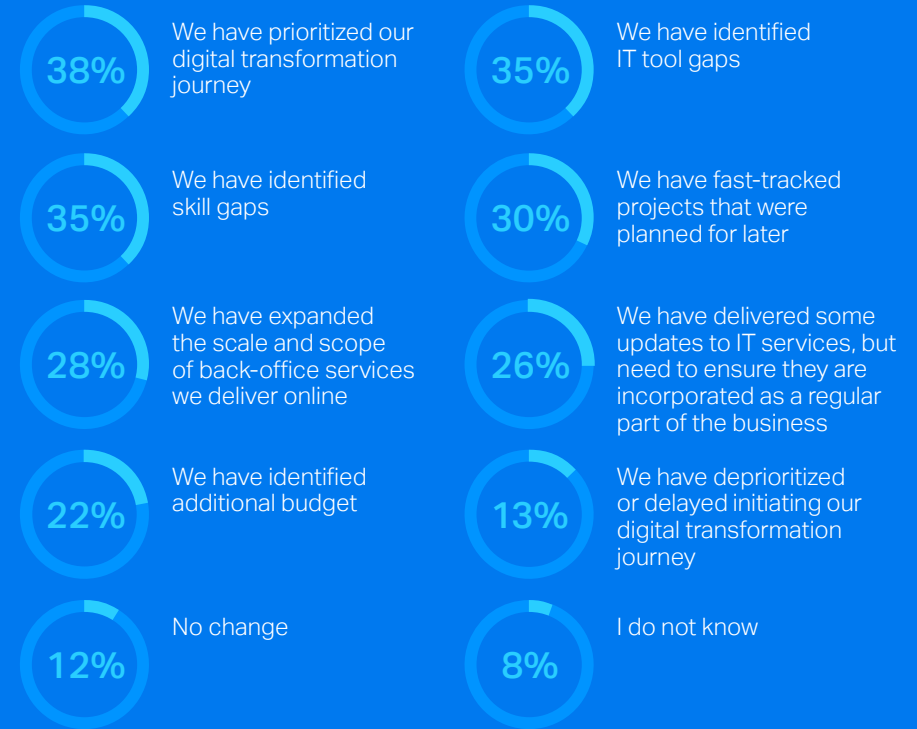 38%
We have prioritized our
digital transformation
journey
35%
We have identified
IT tool gaps
35%
We have identified
skill gaps
30%
We have fast-tracked
projects that were
planned for later
28%
We have expanded
the scale and scope
of back-office services
we deliver online
26%
We have delivered some
updates to IT services, but
need to ensure they are
incorporated as a regular
part of the business
22%
We have identified
additional budget
13%
We have deprioritized
or delayed initiating our
digital transformation
journey
12%
No change
8%
I do not know